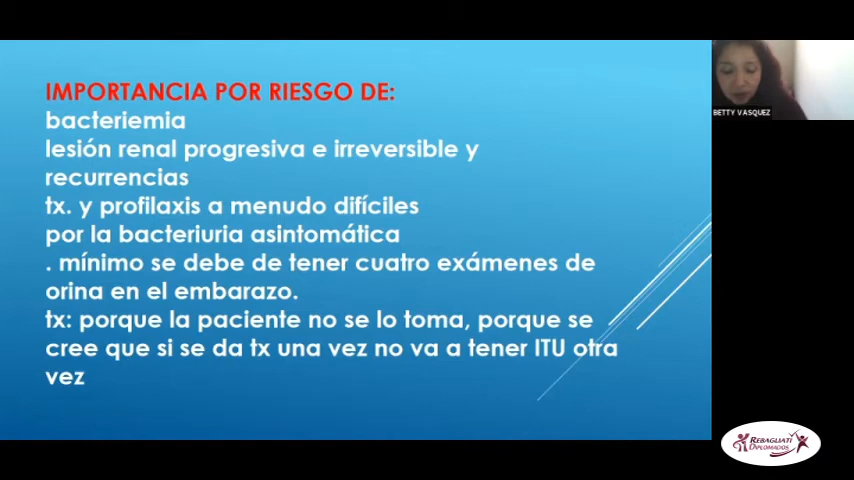 IMPORTANCIA POR RIESGO DE:
bacteriemia
lesión renal progresiva e irreversible y
recurrencias
tx. y profilaxis a menudo difíciles
por la bacteriuria asintomática
. mínimo se debe de tener cuatro exámenes de
orina en el embarazo.
tx: porque la paciente no se lo toma, porque se
cree que si se da tx una vez no va a tener ITU otra
vez
BETTY VASQUEZ
REBAGLIATI
DIPLOMADOS